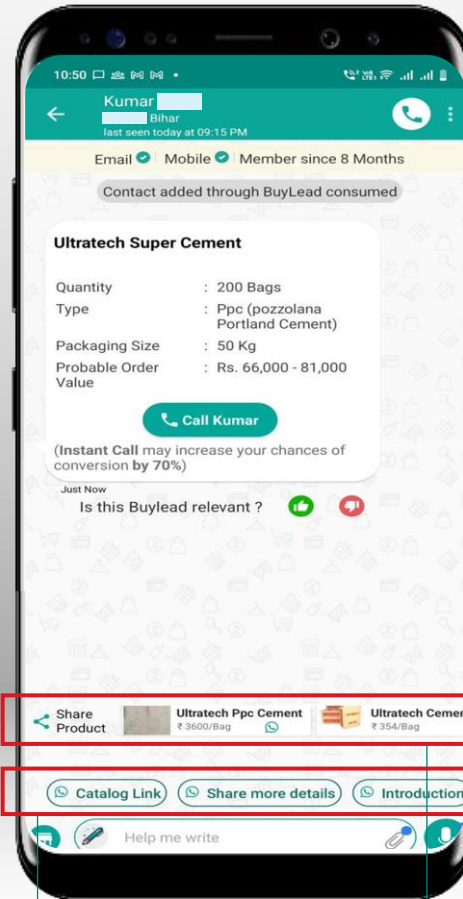 10:50
Kumar
Bihar
last seen today at 09:15 PM
Email Mobile Member since 8 Months
Contact added through BuyLead consumed
Ultratech Super Cement
Quantity : 200 Bags
Type : Ppc (pozzolana
Portland Cement)
Packaging Size : 50 Kg
Probable Order : Rs. 66,000 - 81,000
Value
Call Kumar
(Instant Call may increase your chances of
conversion by 70%)
Just Now
Is this Buylead relevant ?
Share Ultratech Ppc Cement Ultratech Cemen
Product ₹ 3600/Bag ₹ 354/Bag
Catalog Link Share more details Introduction
Help me write